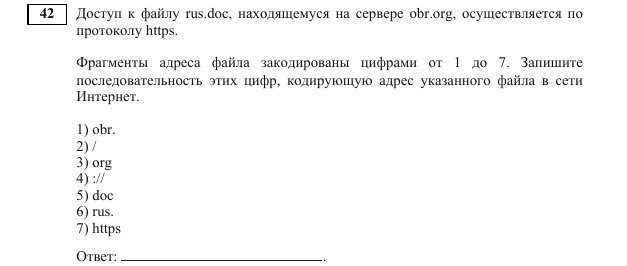 42
Доступ к файлу rus.doc, находящемуся на сервере obr.org, осуществляется по
протоколу https.
Фрагменты адреса файла закодированы цифрами от 1 до 7. Запишите
последовательность этих цифр, кодирующую адрес указанного файла в сети
Интернет.
1) obr.
2) /
3) org
4) ://
5) doc
6) rus.
7) https
Ответ: ______________________________.